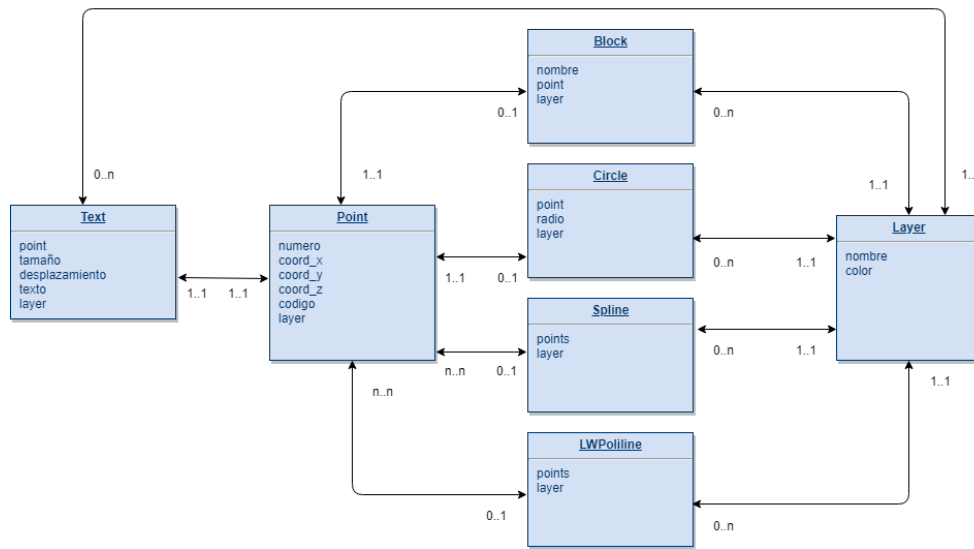 Block
nombre
point
layer
0..1
0..n
1..1
0..n
1..1
1..
Circle
point
radio
layer
Text
point
tamaño
desplazamiento
texto
layer
Point
numero
coord_x
coord_y
coord_z
codigo
layer
Layer
nombre
color
1..1
1..1
1..1
0..1
0..n
1..1
Spline
points
layer
n..n
0..1
0..n
1..1
n..n
1..1
LWPoliline
points
layer
0..1
0..n